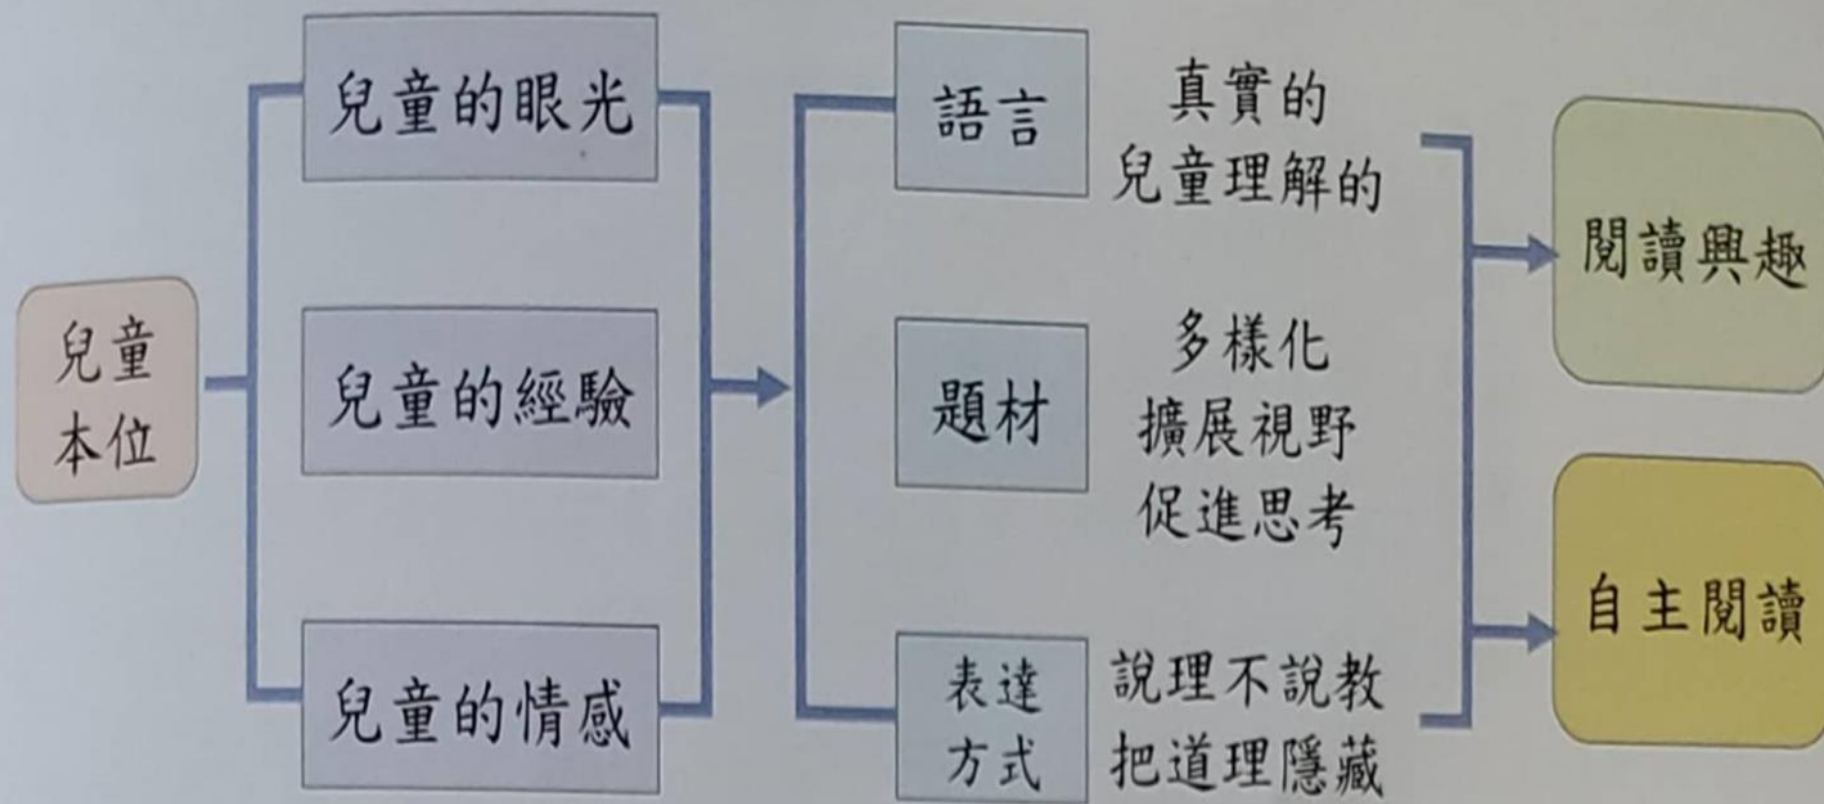 兒童
本位
兒童的眼光
兒童的經驗
兒童的情感
語言
真實的
兒童理解的
題材
多樣化
擴展視野
促進思考
表達
方式
說理不說教
把道理隱藏
閱讀興趣
自主閱讀